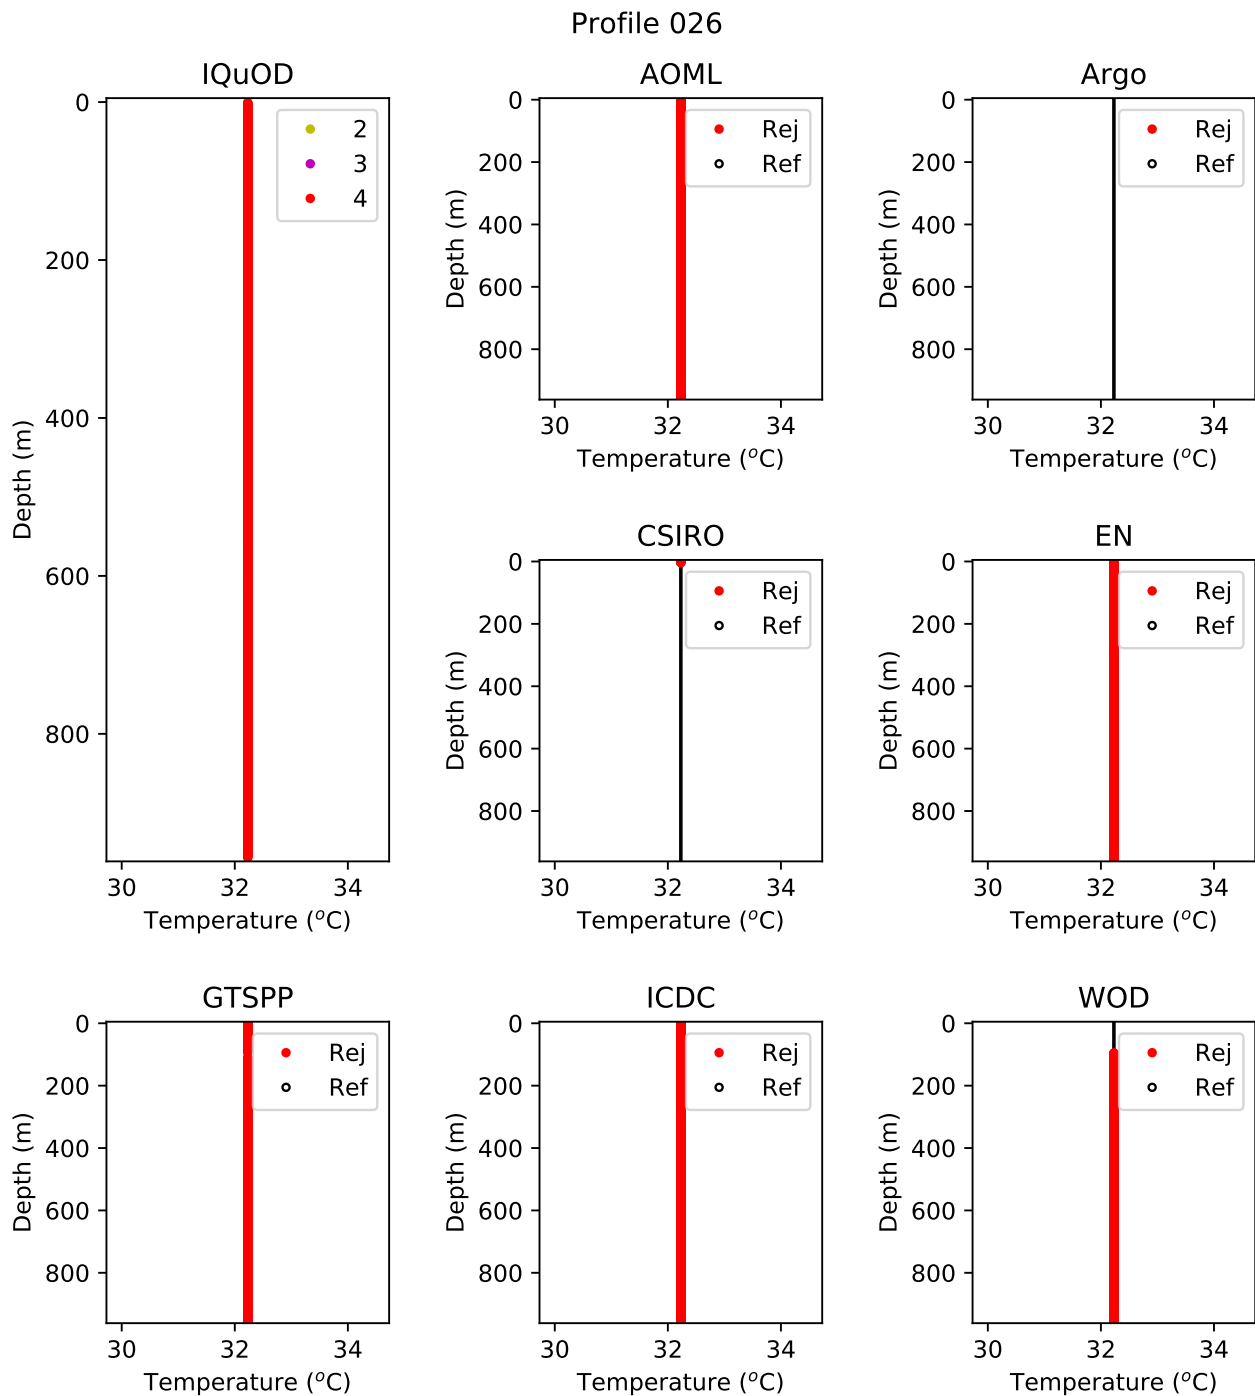 Profile 026
IQuOD
0
200
400
600
800
Depth (m)
30 32 34
Temperature (°C)
2
3
4
AOML
0
200
400
600
800
Depth (m)
30 32 34
Temperature (°C)
Rej
Ref
Argo
0
200
400
600
800
Depth (m)
30 32 34
Temperature (°C)
Rej
Ref
CSIRO
0
200
400
600
800
Depth (m)
30 32 34
Temperature (°C)
Rej
Ref
EN
0
200
400
600
800
Depth (m)
30 32 34
Temperature (°C)
Rej
Ref
GTSPP
0
200
400
600
800
Depth (m)
30 32 34
Temperature (°C)
Rej
Ref
ICDC
0
200
400
600
800
Depth (m)
30 32 34
Temperature (°C)
Rej
Ref
WOD
0
200
400
600
800
Depth (m)
30 32 34
Temperature (°C)
Rej
Ref